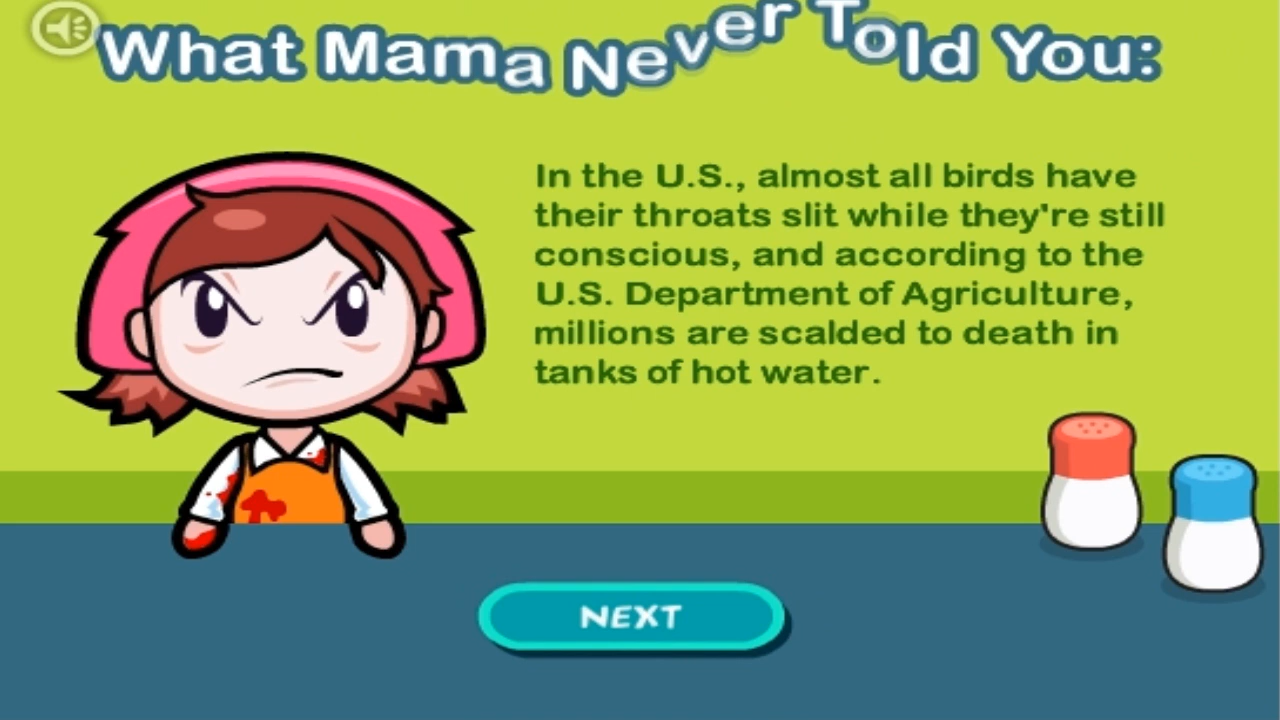 What Mama Never Told You:
In the U.S., almost all birds have
their throats slit while they're still
conscious, and according to the
U.S. Department of Agriculture,
millions are scalded to death in
tanks of hot water.
NEXT